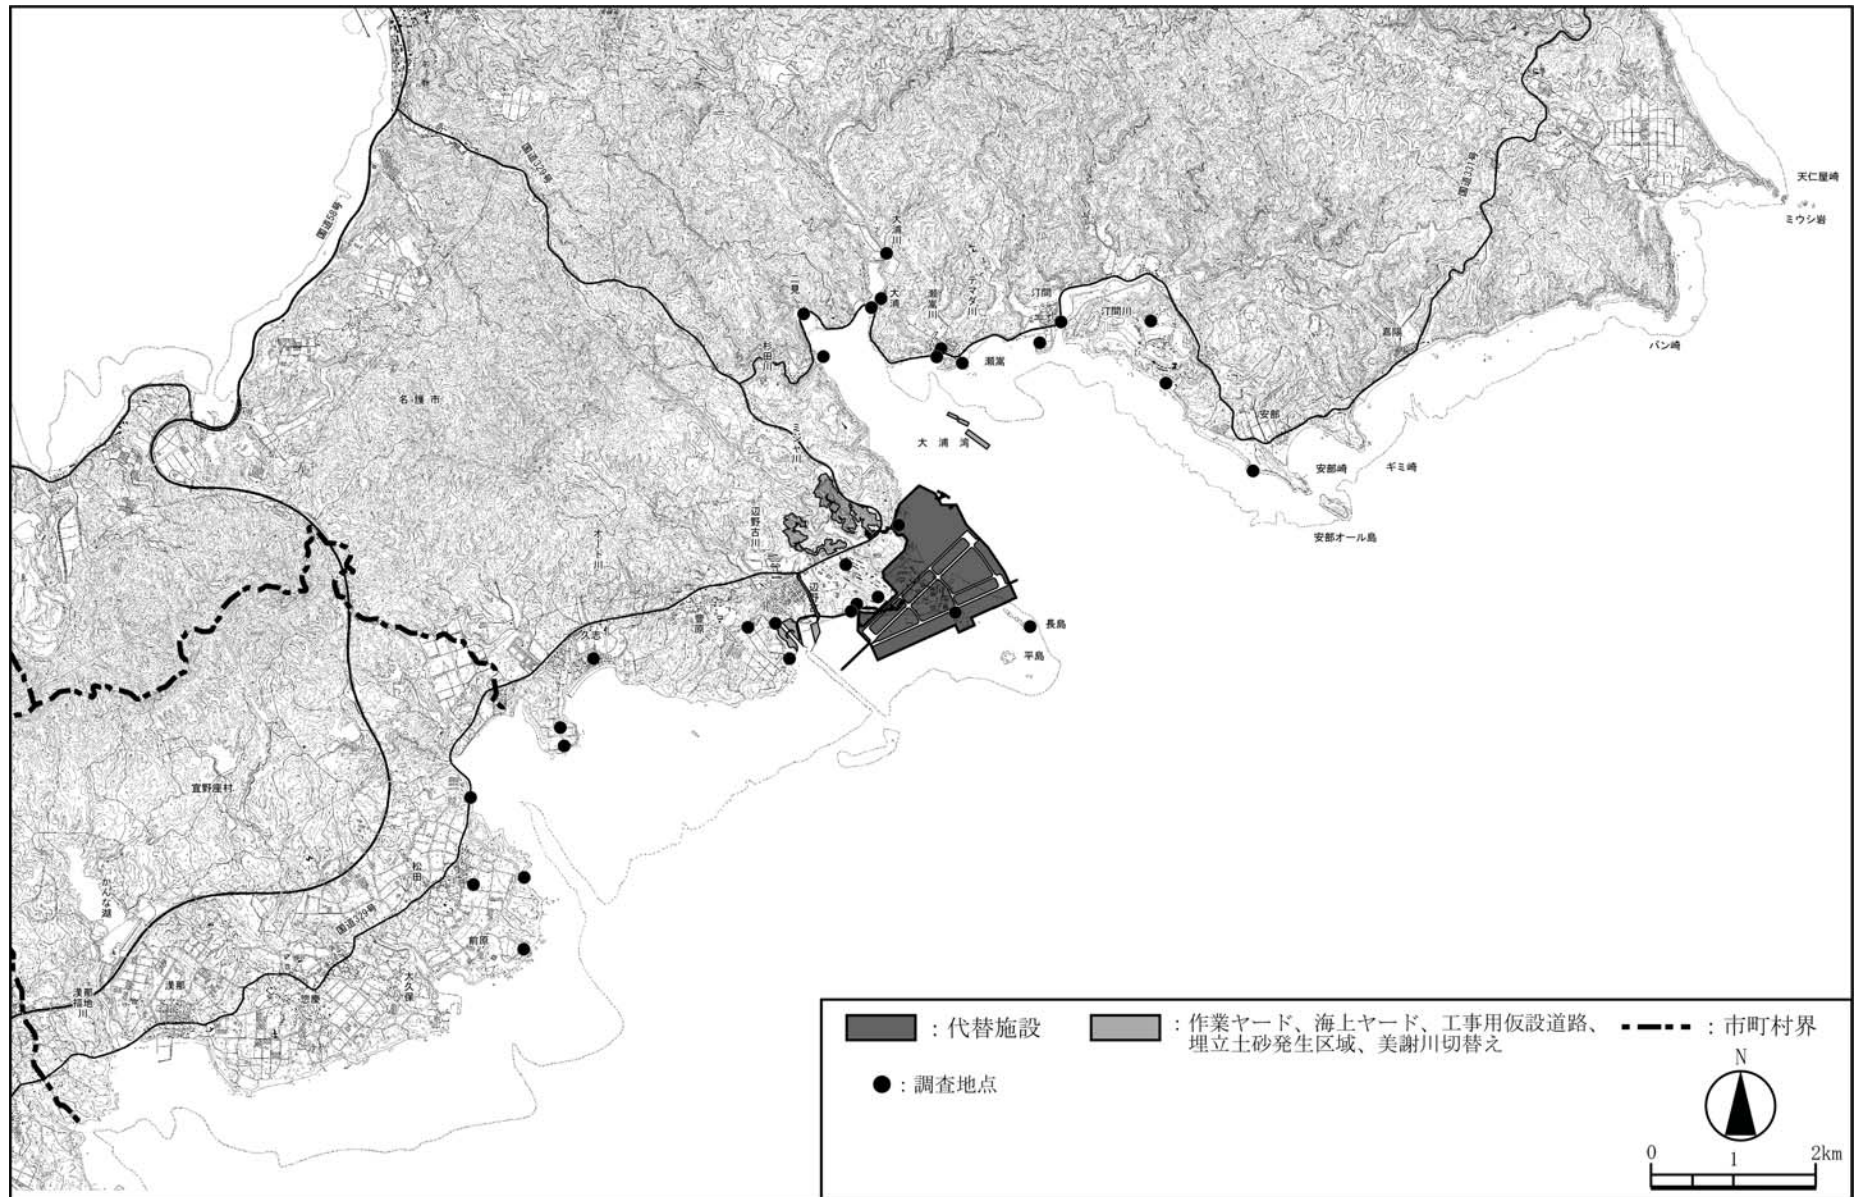 国道58号
国道329号
国道331号
天仁屋崎
ミウシ岩
バン崎
嘉陽
大浦川
大浦
二見
瀬嵩川
テマダ川
汀間
汀間川
瀬嵩
杉田川
名護市
安部
大浦湾
安部崎
ギミ崎
安部オール島
辺野古川
オード川
久志
豊原
長島
平島
宜野座村
かんな湖
松田
国道329号
前原
大久保
漢那
惣慶
漢那福地川
：代替施設
：作業ヤード、海上ヤード、工事用仮設道路、
埋立土砂発生区域、美謝川切替え
：市町村界
：調査地点
N
0 1 2km